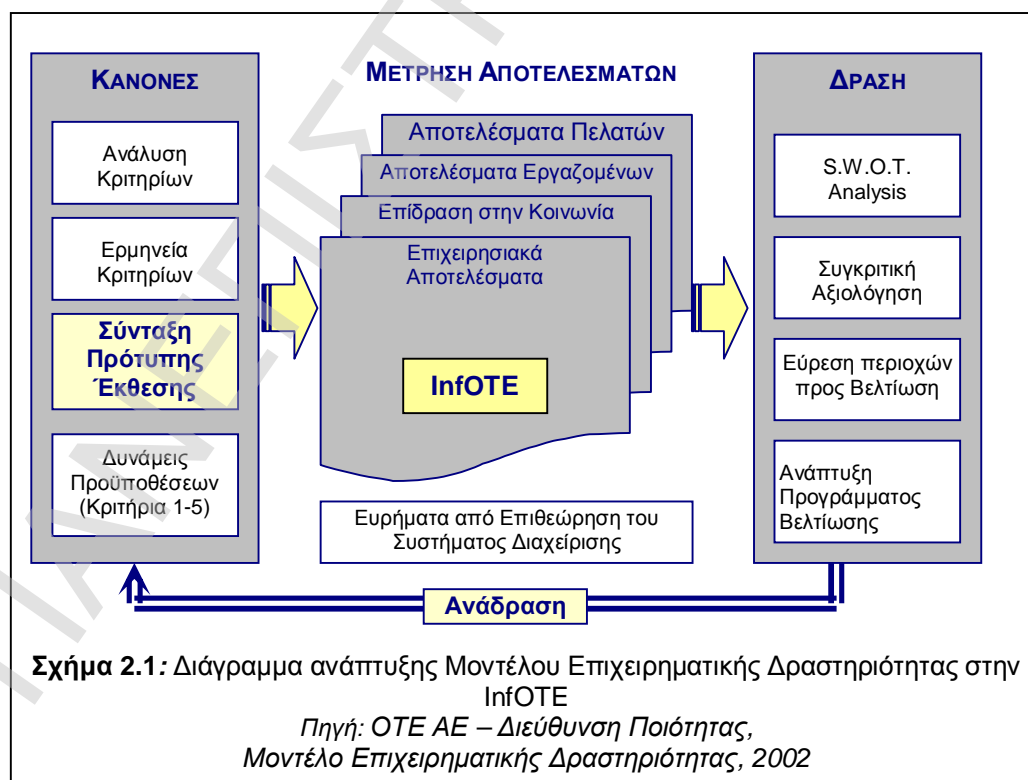 ΚΑΝΟΝΕΣ
Ανάλυση
Κριτηρίων
Ερμηνεία
Κριτηρίων
Σύνταξη
Πρότυπης
Έκθεσης
Δυνάμεις
Προϋποθέσεων
(Κριτήρια 1-5)
ΜΕΤΡΗΣΗ ΑΠΟΤΕΛΕΣΜΑΤΩΝ
Αποτελέσματα Πελατών
Αποτελέσματα Εργαζομένων
Επίδραση στην Κοινωνία
Επιχειρησιακά
Αποτελέσματα
InfOTE
Ευρήματα από Επιθεώρηση του
Συστήματος Διαχείρισης
ΔΡΑΣΗ
S.W.O.T.
Analysis
Συγκριτική
Αξιολόγηση
Εύρεση περιοχών
προς Βελτίωση
Ανάπτυξη
Προγράμματος
Βελτίωσης
Ανάδραση
Σχήμα 2.1: Διάγραμμα ανάπτυξης Μοντέλου Επιχειρηματικής Δραστηριότητας στην
InfOTE
Πηγή: ΟΤΕ ΑΕ – Διεύθυνση Ποιότητας,
Μοντέλο Επιχειρηματικής Δραστηριότητας, 2002